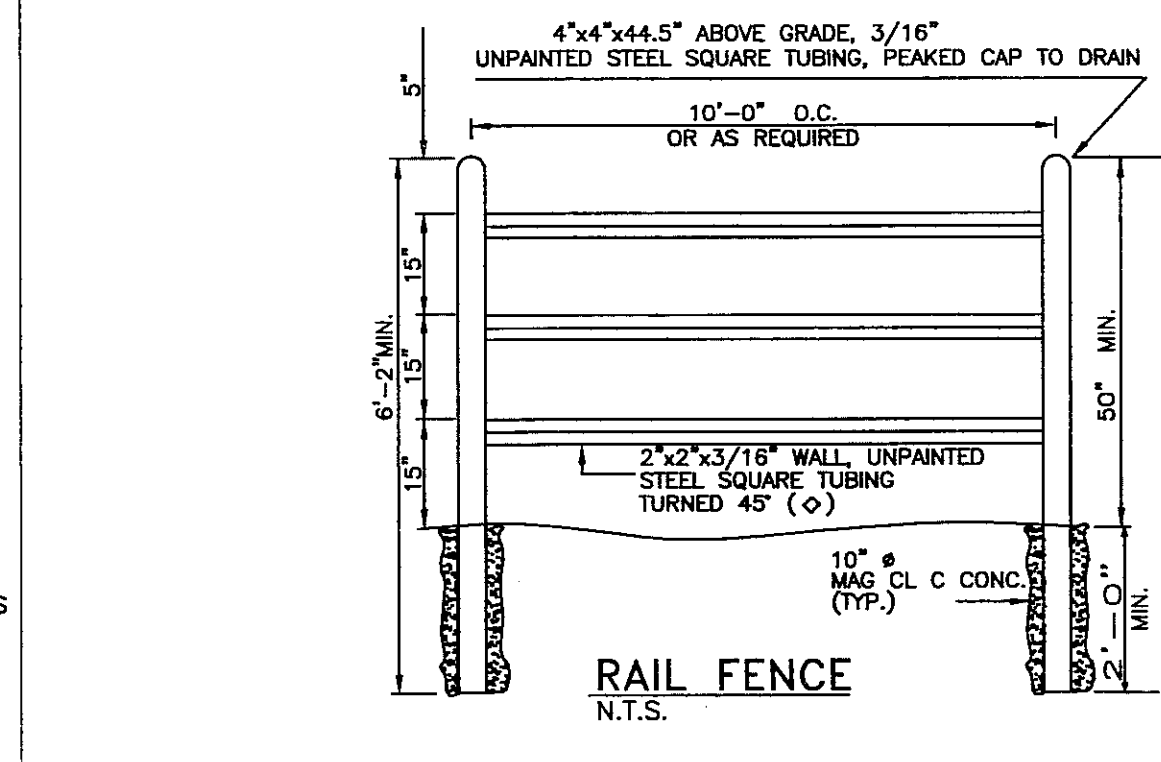 4"x4"x44.5" ABOVE GRADE, 3/16"
UNPAINTED STEEL SQUARE TUBING, PEAKED CAP TO DRAIN
5"
10'-0" O.C.
OR AS REQUIRED
15"
15"
15"
6'-2"MIN.
50" MIN.
2"x2"x3/16" WALL, UNPAINTED
STEEL SQUARE TUBING
TURNED 45° (◇)
10" ø
MAG CL C CONC.
(TYP.)
2'-0"
MIN.
RAIL FENCE
N.T.S.